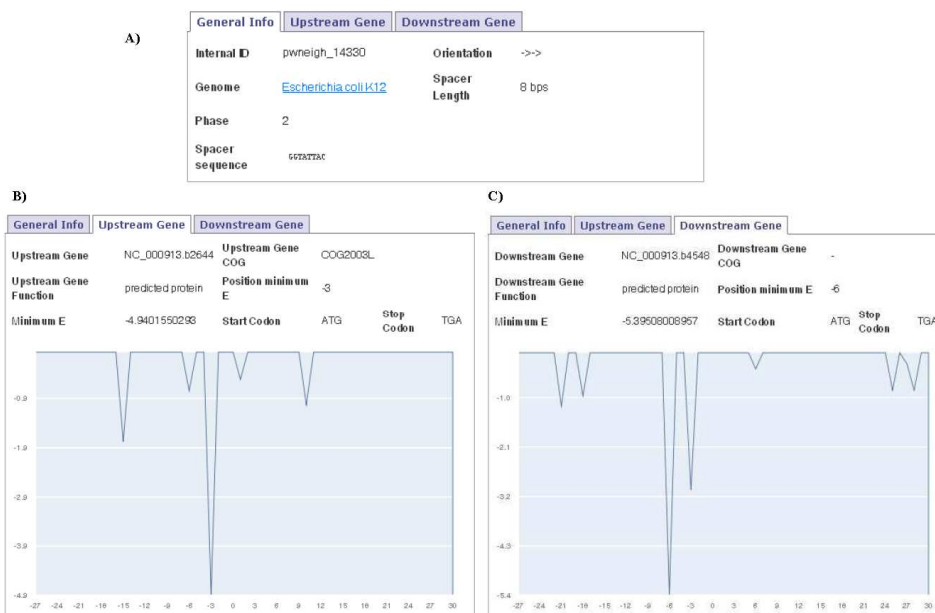 A)
General Info Upstream Gene Downstream Gene
Internal ID pwneigh_14330 Orientation ->->
Genome Escherichia coli K12 Spacer Length 8 bps
Phase 2
Spacer sequence GGTATTAC
B)
General Info Upstream Gene Downstream Gene
Upstream Gene NC_000913.b2644 Upstream Gene COG COG2003L
Upstream Gene Function predicted protein Position minimum E -3
Minimum E -4.9401550293 Start Codon ATG Stop Codon TGA
-0.9
-1.9
-2.9
-3.9
-4.9
-27 -24 -21 -18 -15 -12 -9 -6 -3 0 3 6 9 12 15 18 21 24 27 30
C)
General Info Upstream Gene Downstream Gene
Downstream Gene NC_000913.b4548 Downstream Gene COG -
Downstream Gene Function predicted protein Position minimum E -6
Minimum E -5.39508008957 Start Codon ATG Stop Codon TGA
-1.0
-2.1
-3.2
-4.3
-5.4
-27 -24 -21 -18 -15 -12 -9 -6 -3 0 3 6 9 12 15 18 21 24 27 30